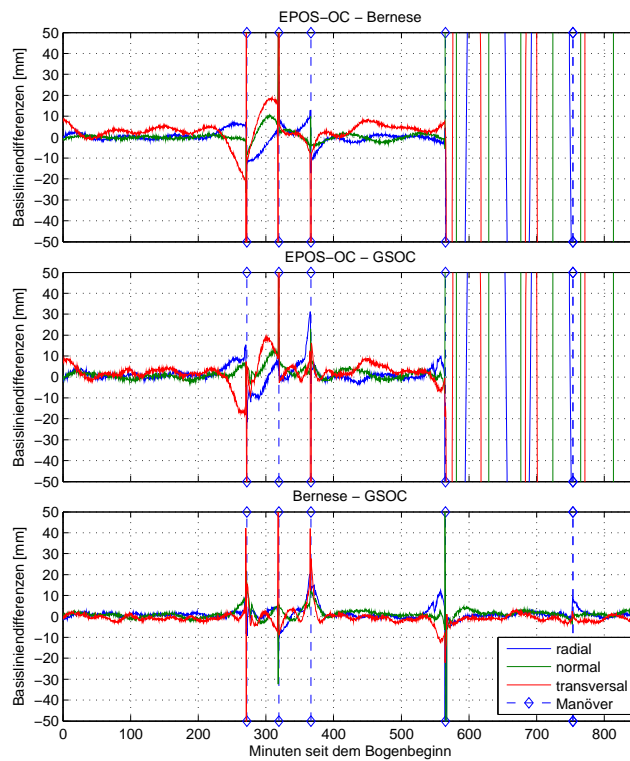 EPOS−OC − Bernese
50
40
30
20
10
0
−10
−20
−30
−40
−50
Basisliniendifferenzen [mm]
EPOS−OC − GSOC
50
40
30
20
10
0
−10
−20
−30
−40
−50
Basisliniendifferenzen [mm]
Bernese − GSOC
50
40
30
20
10
0
−10
−20
−30
−40
−50
Basisliniendifferenzen [mm]
radial
normal
transversal
Manöver
0 100 200 300 400 500 600 700 800
Minuten seit dem Bogenbeginn